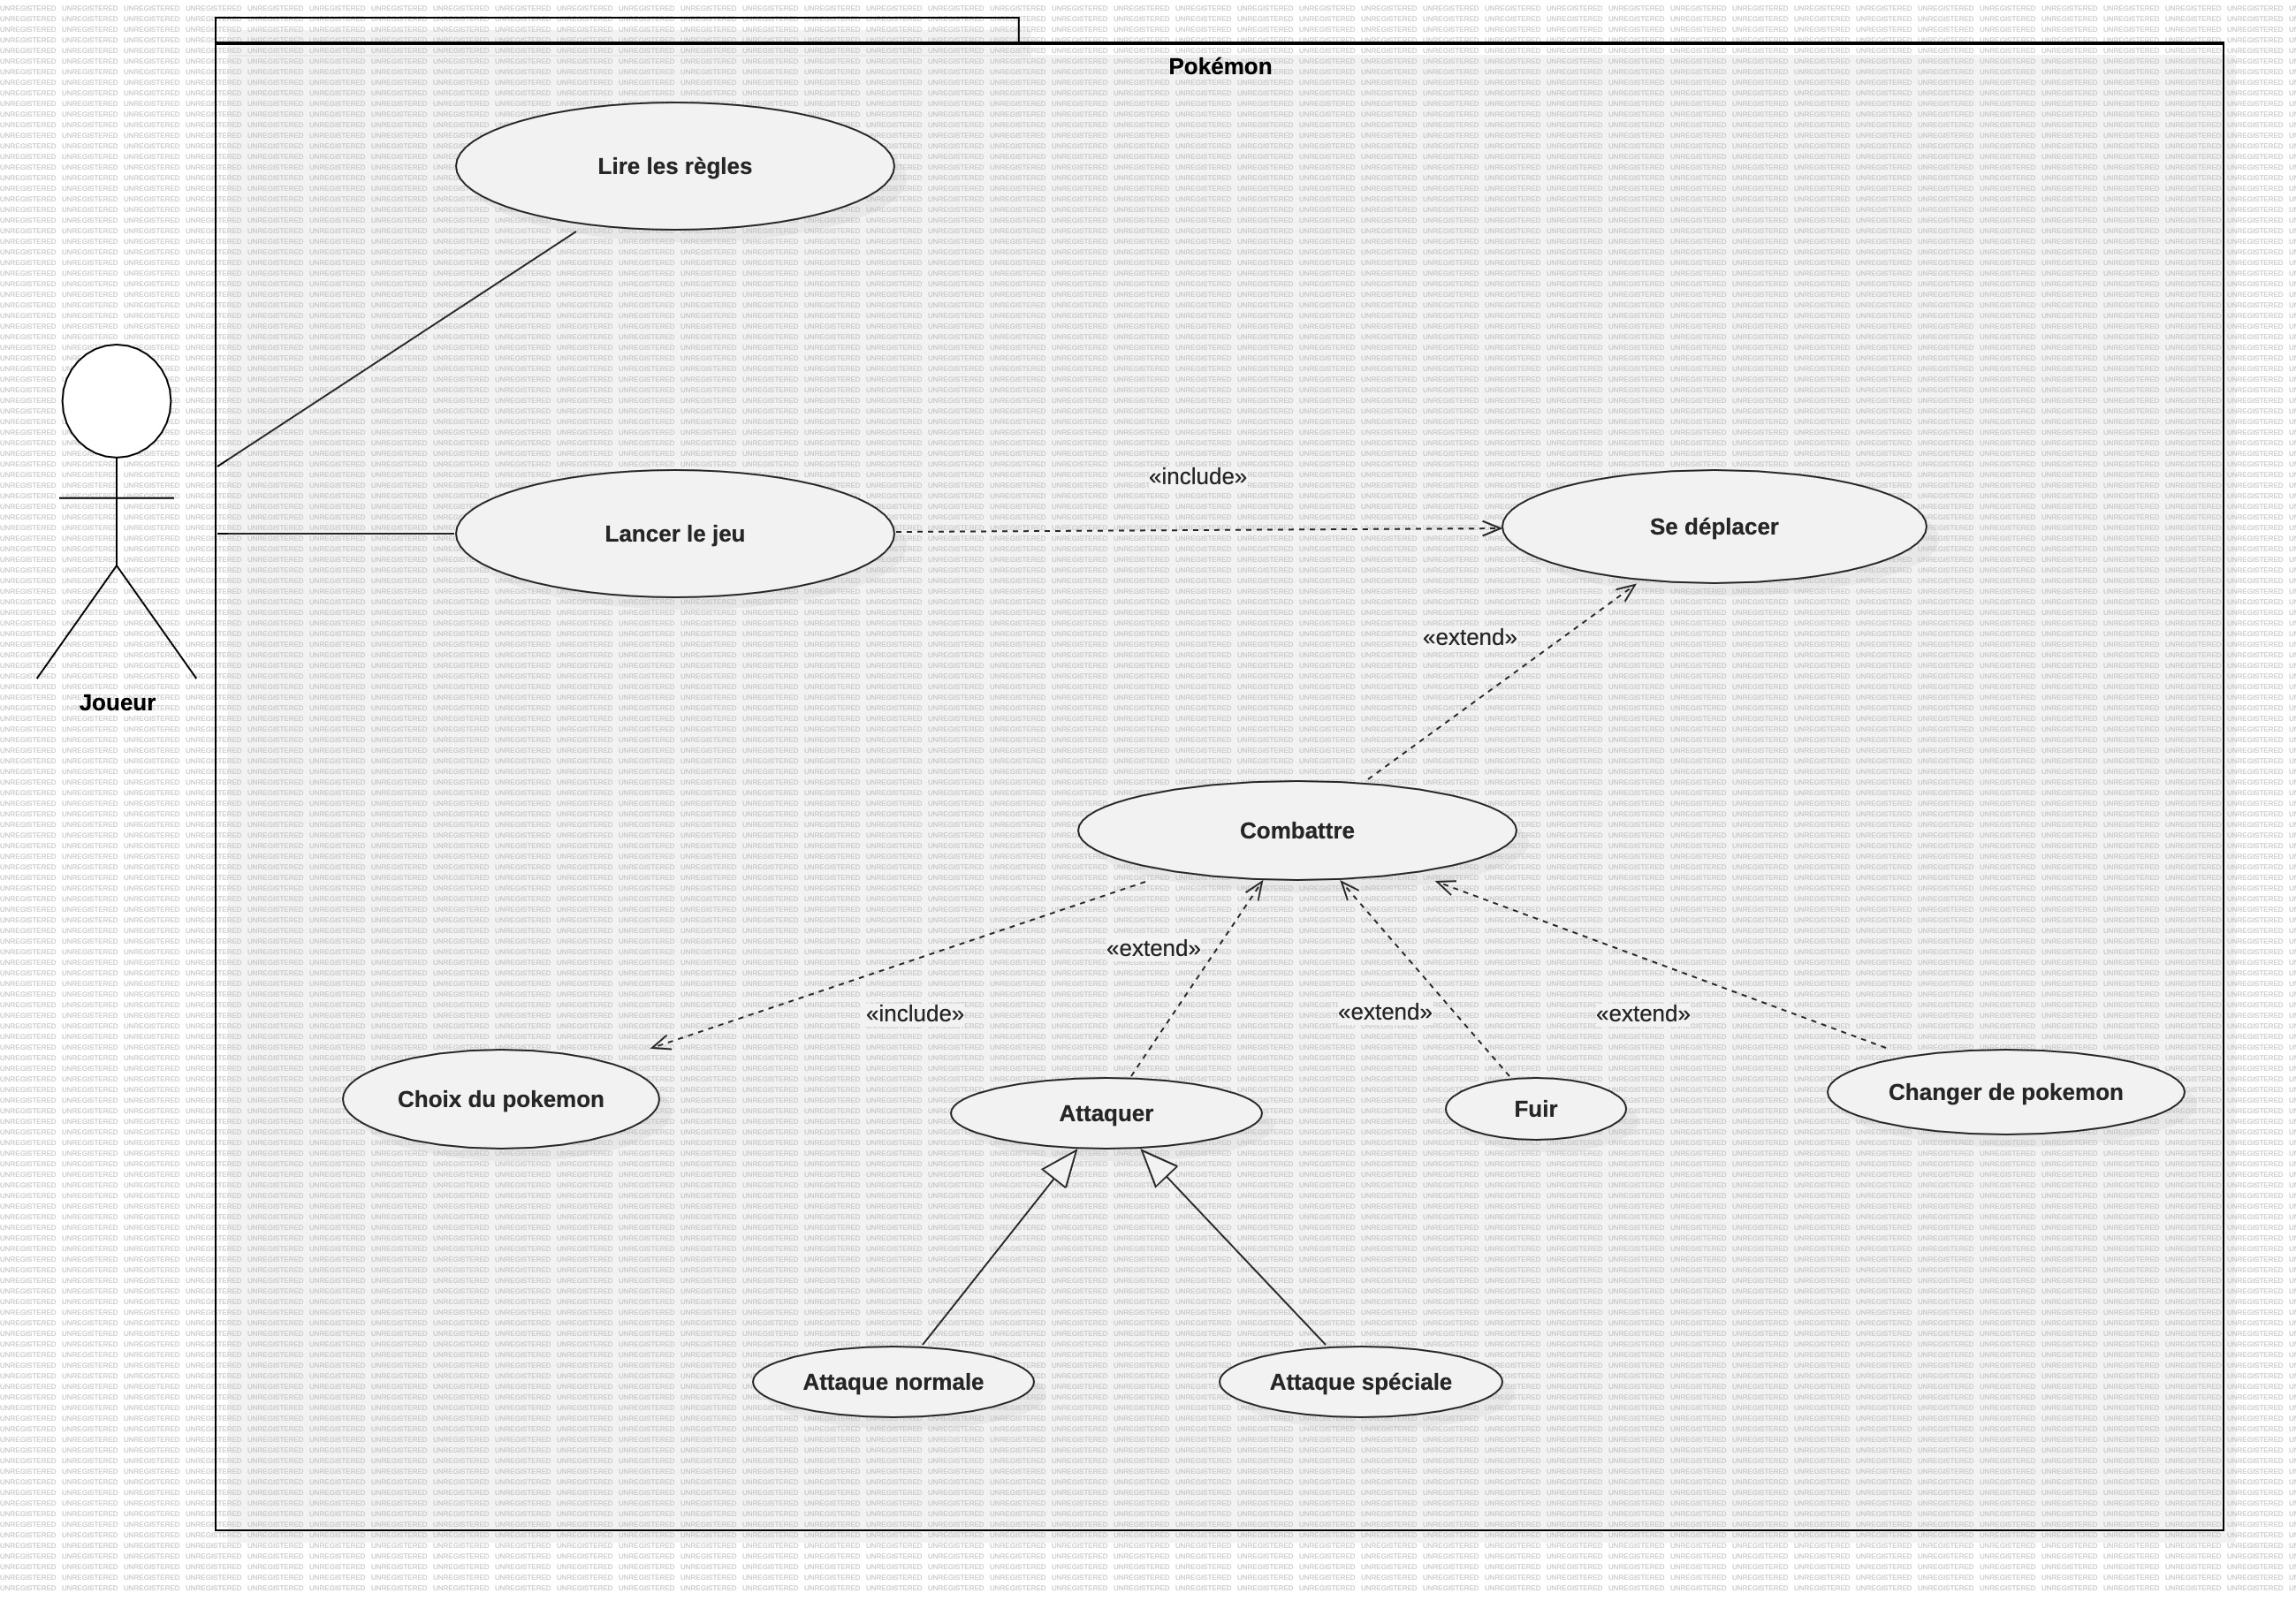 Pokémon
Lire les règles
«include»
Lancer le jeu
Se déplacer
«extend»
Joueur
Combattre
«extend»
«include»
«extend»
«extend»
Choix du pokemon
Attaquer
Fuir
Changer de pokemon
Attaque normale
Attaque spéciale
UNREGISTERED